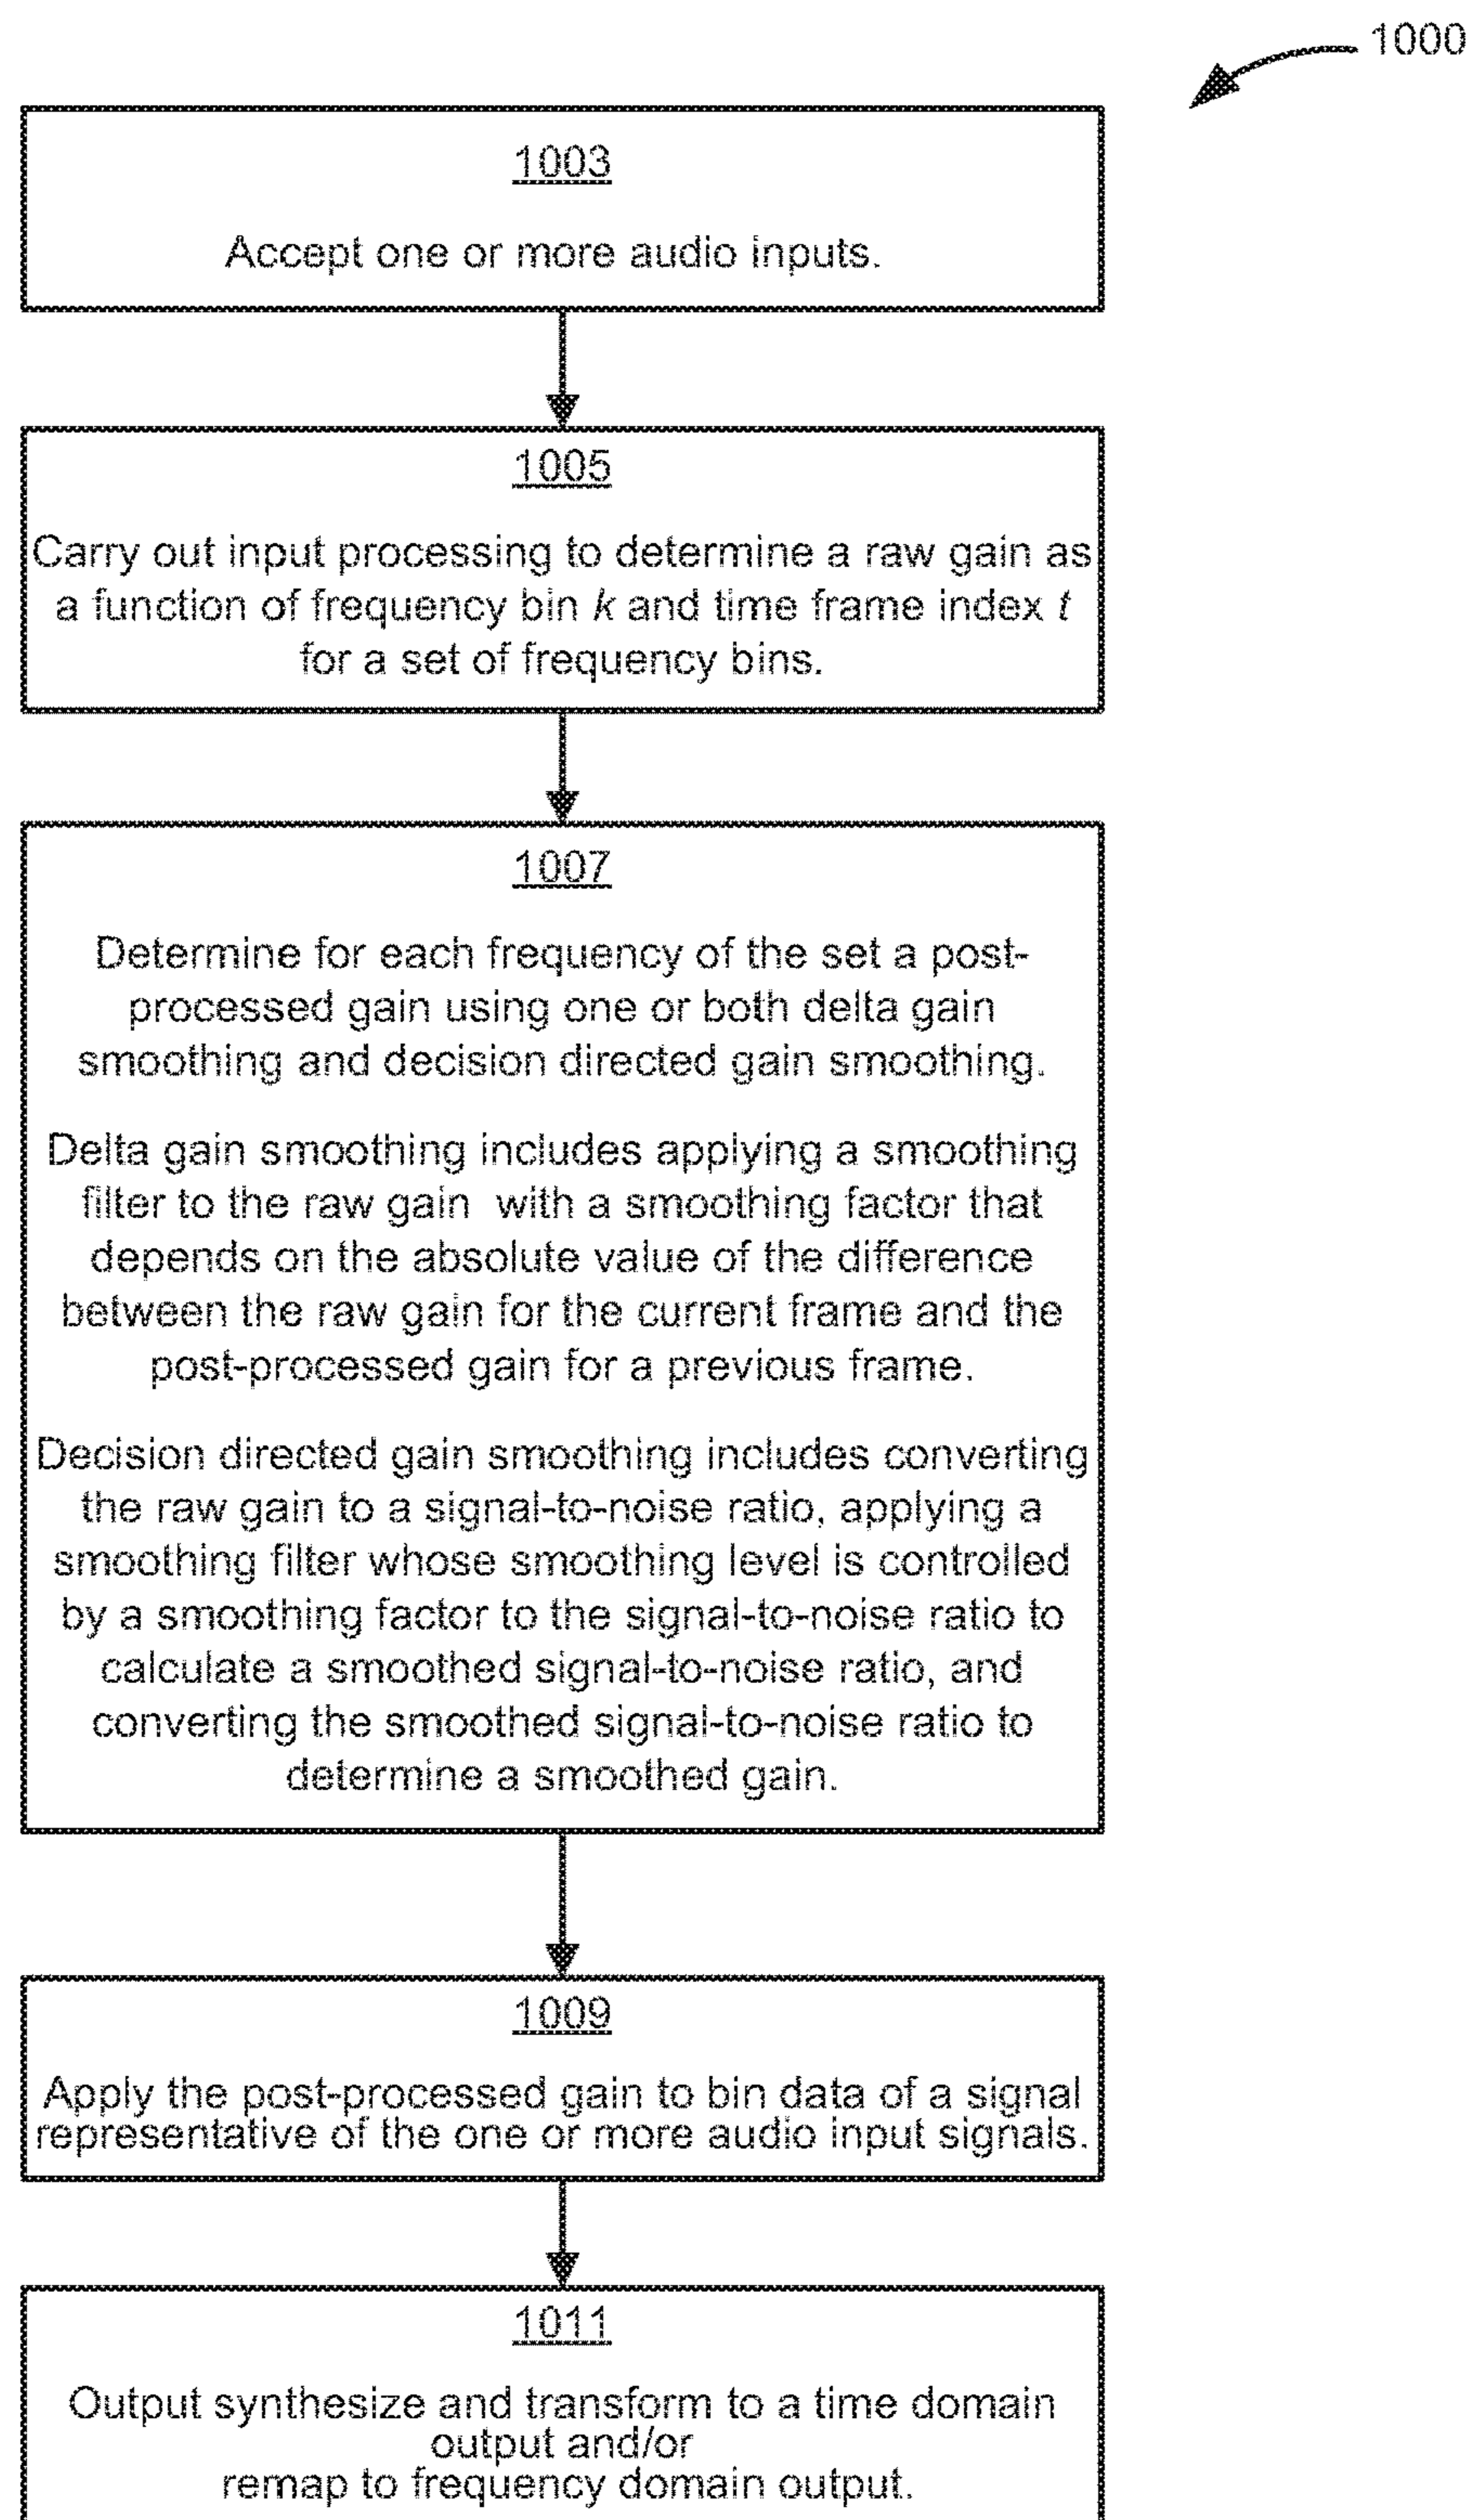 1000
1003
Accept one or more audio inputs.
1005
Carry out input processing to determine a raw gain as
a function of frequency bin k and time frame index t
for a set of frequency bins.
1007
Determine for each frequency of the set a post-
processed gain using one or both delta gain
smoothing and decision directed gain smoothing.
Delta gain smoothing includes applying a smoothing
filter to the raw gain with a smoothing factor that
depends on the absolute value of the difference
between the raw gain for the current frame and the
post-processed gain for a previous frame.
Decision directed gain smoothing includes converting
the raw gain to a signal-to-noise ratio, applying a
smoothing filter whose smoothing level is controlled
by a smoothing factor to the signal-to-noise ratio to
calculate a smoothed signal-to-noise ratio, and
converting the smoothed signal-to-noise ratio to
determine a smoothed gain.
1009
Apply the post-processed gain to bin data of a signal
representative of the one or more audio input signals.
1011
Output synthesize and transform to a time domain
output and/or
remap to frequency domain output.